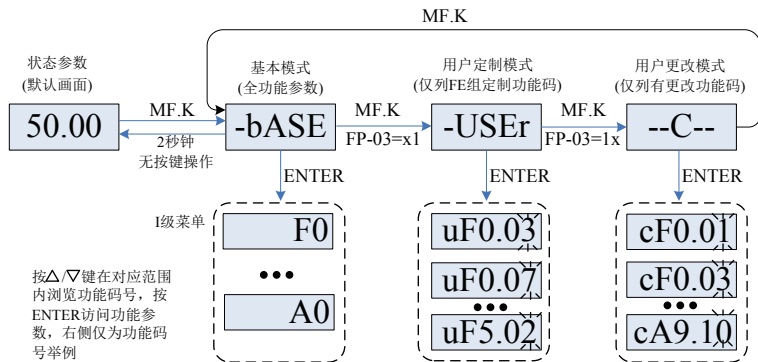 MF.K
状态参数
(默认画面)
基本模式
(全功能参数)
用户定制模式
(仅列FE组定制功能码)
用户更改模式
(仅列有更改功能码)
50.00
MF.K
2秒钟
无按键操作
-bASE
MF.K
FP-03=x1
-USEr
MF.K
FP-03=1x
--C--
ENTER
ENTER
ENTER
I级菜单
F0
●●●
A0
uF0.03
uF0.07
●●●
uF5.02
cF0.01
cF0.03
●●●
cA9.10
按△/▽键在对应范围
内浏览功能码号，按
ENTER访问功能参
数，右侧仅为功能码
号举例